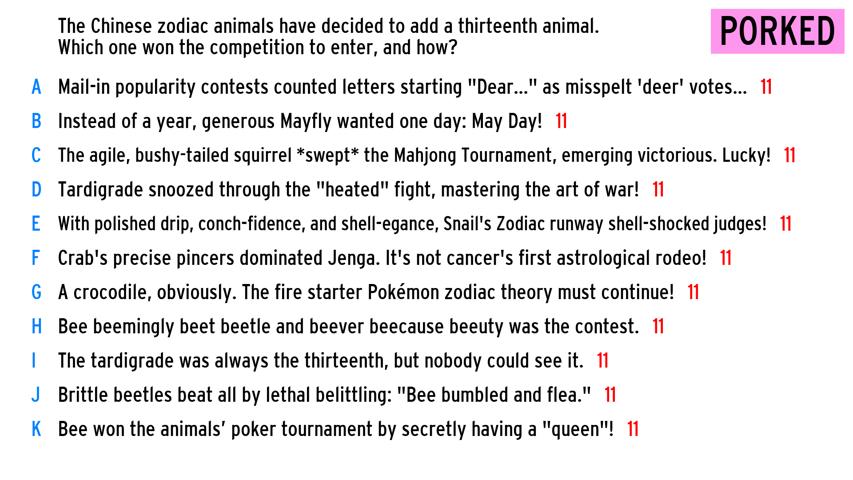 The Chinese zodiac animals have decided to add a thirteenth animal.
Which one won the competition to enter, and how?
PORKED
A Mail-in popularity contests counted letters starting "Dear..." as misspelt 'deer' votes... 11
B Instead of a year, generous Mayfly wanted one day: May Day! 11
C The agile, bushy-tailed squirrel *swept* the Mahjong Tournament, emerging victorious. Lucky! 11
D Tardigrade snoozed through the "heated" fight, mastering the art of war! 11
E With polished drip, conch-fidence, and shell-egance, Snail's Zodiac runway shell-shocked judges! 11
F Crab's precise pincers dominated Jenga. It's not cancer's first astrological rodeo! 11
G A crocodile, obviously. The fire starter Pokémon zodiac theory must continue! 11
H Bee beemingly beet beetle and beever beecause beeuty was the contest. 11
I The tardigrade was always the thirteenth, but nobody could see it. 11
J Brittle beetles beat all by lethal belittling: "Bee bumbled and flea." 11
K Bee won the animals’ poker tournament by secretly having a "queen"! 11